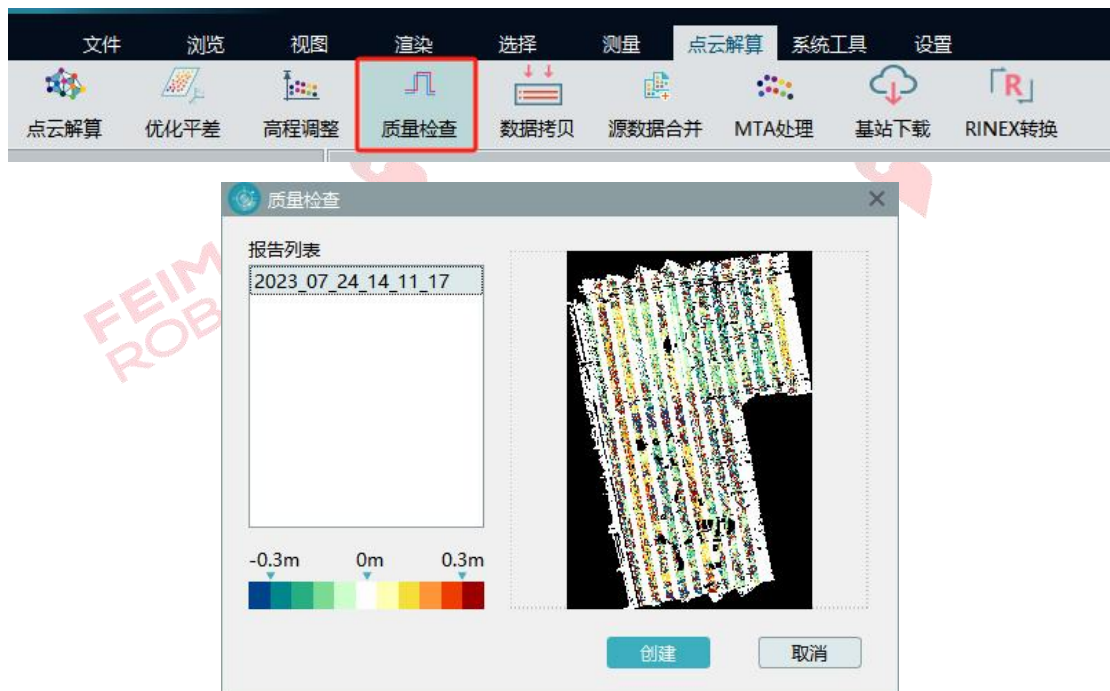 文件 浏览 视图 渲染 选择 测量 点云解算 系统工具 设置
点云解算 优化平差 高程调整 质量检查 数据拷贝 源数据合并 MTA处理 基站下载 RINEX转换
质量检查
报告列表
2023_07_24_14_11_17
-0.3m 0m 0.3m
创建 取消
FEIM
ROB